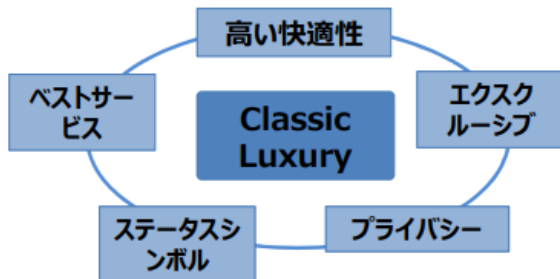 高い快適性
ベストサー
ビス
エクスク
ルーシブ
Classic
Luxury
ステータスシ
ンボル
プライバシー